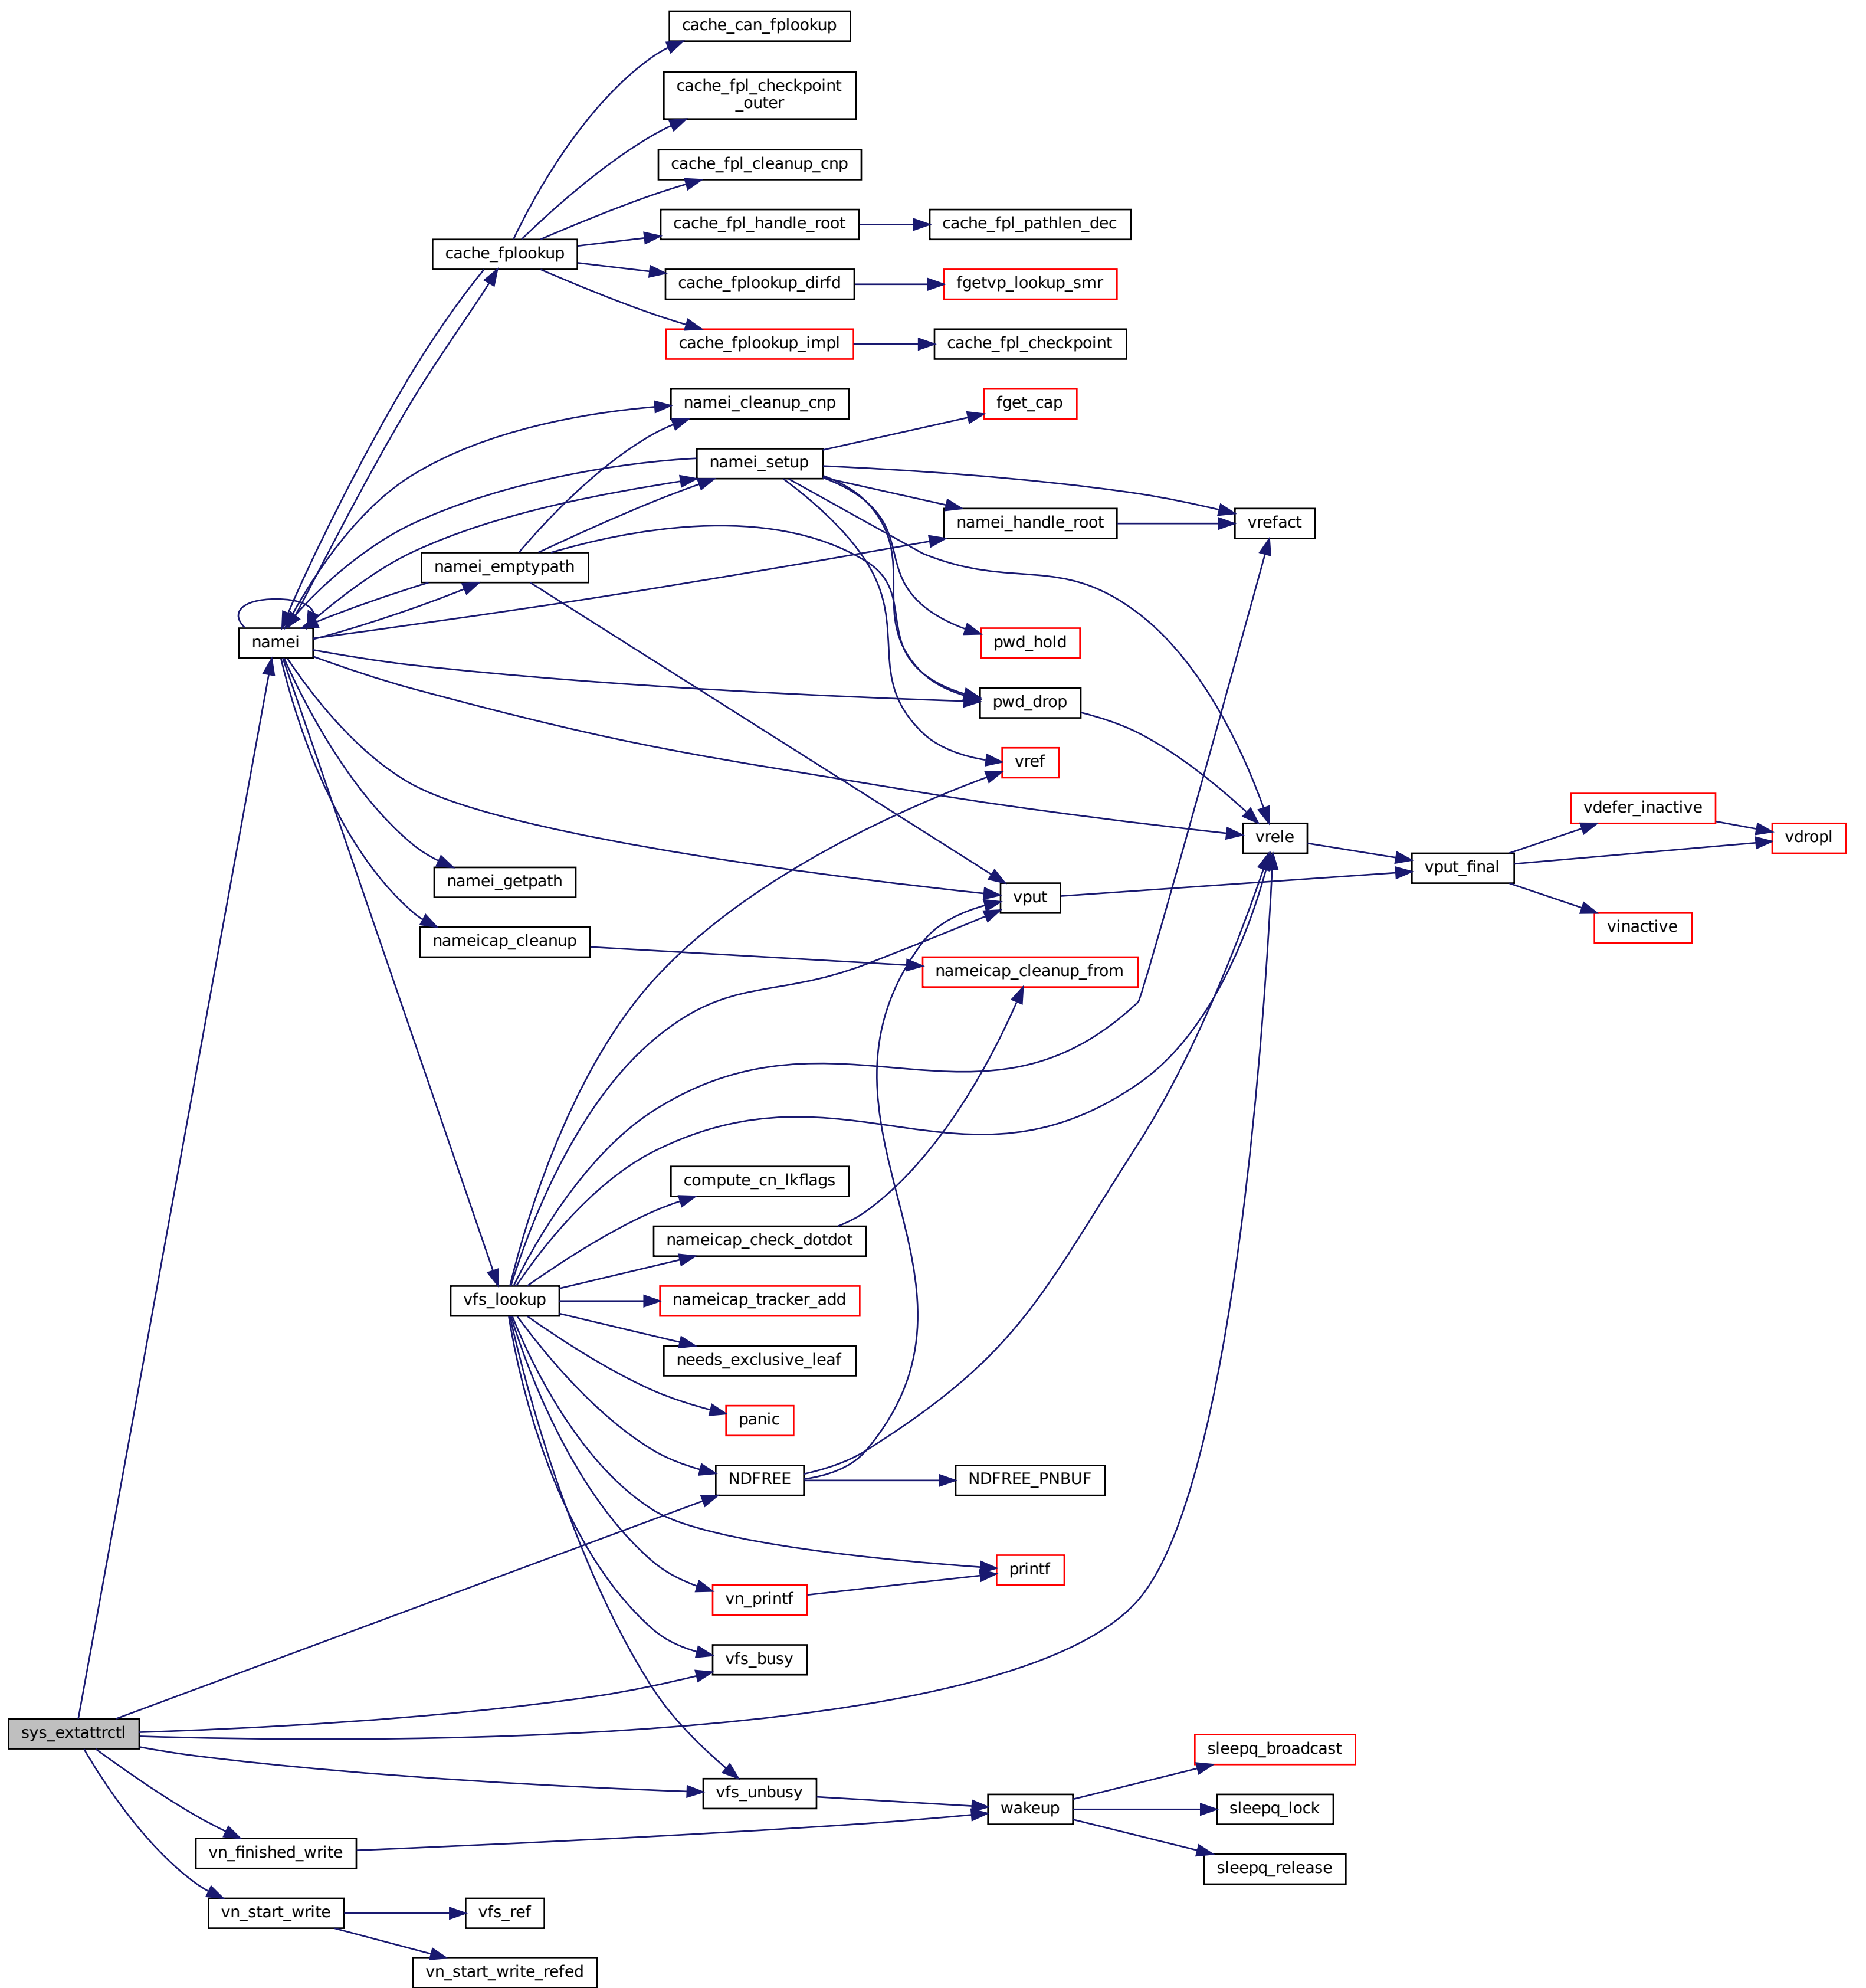 cache_can_fplookup
cache_fpl_checkpoint
_outer
cache_fpl_cleanup_cnp
cache_fpl_handle_root
cache_fpl_pathlen_dec
cache_fplookup
cache_fplookup_dirfd
fgetvp_lookup_smr
cache_fplookup_impl
cache_fpl_checkpoint
namei_cleanup_cnp
fget_cap
namei_setup
namei_handle_root
vrefact
namei_emptypath
namei
pwd_hold
pwd_drop
vref
vdefer_inactive
vrele
vdropl
vput_final
namei_getpath
vput
vinactive
nameicap_cleanup
nameicap_cleanup_from
compute_cn_lkflags
nameicap_check_dotdot
vfs_lookup
nameicap_tracker_add
needs_exclusive_leaf
panic
NDFREE
NDFREE_PNBUF
printf
vn_printf
vfs_busy
sys_extattrctl
sleepq_broadcast
vfs_unbusy
wakeup
sleepq_lock
vn_finished_write
sleepq_release
vn_start_write
vfs_ref
vn_start_write_refed